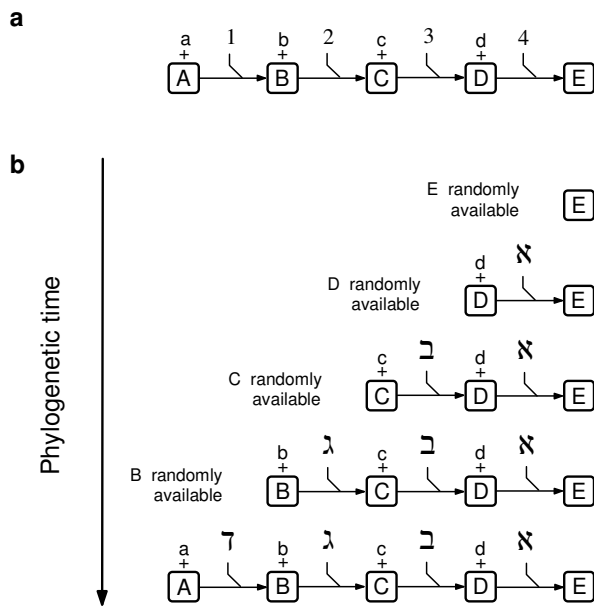 a
a 1 b 2 c 3 d 4
+ + + +
A B C D E
b
Phylogenetic time
E randomly
available
E
D randomly
available
d א
+
D E
C randomly
available
c ב d א
+ +
C D E
B randomly
available
b ג c ב d א
+ + +
B C D E
a ד b ג c ב d א
+ + + +
A B C D E